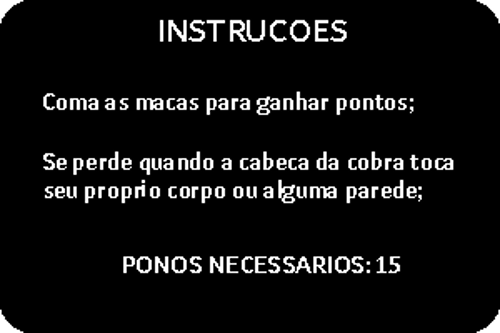 INSTRUCOES
Coma as macas para ganhar pontos;
Se perde quando a cabeca da cobra toca
seu proprio corpo ou alguma parede;
PONOS NECESSARIOS: 15